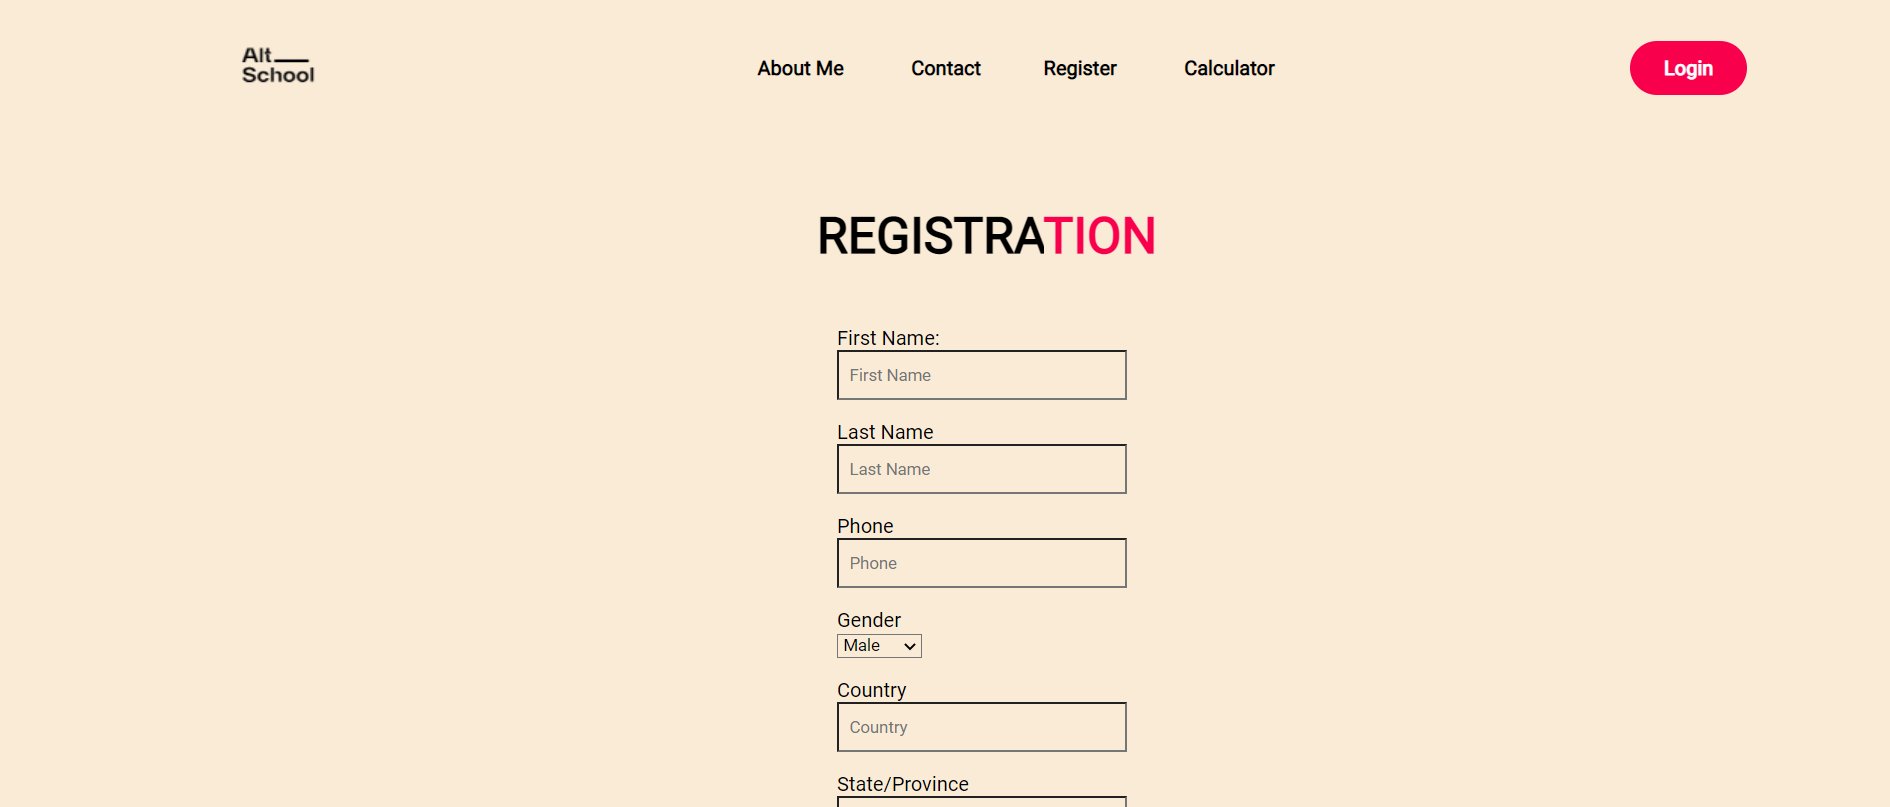 Alt
School
About Me Contact Register Calculator Login
REGISTRATION
First Name:
First Name
Last Name
Last Name
Phone
Phone
Gender
Male
Country
Country
State/Province